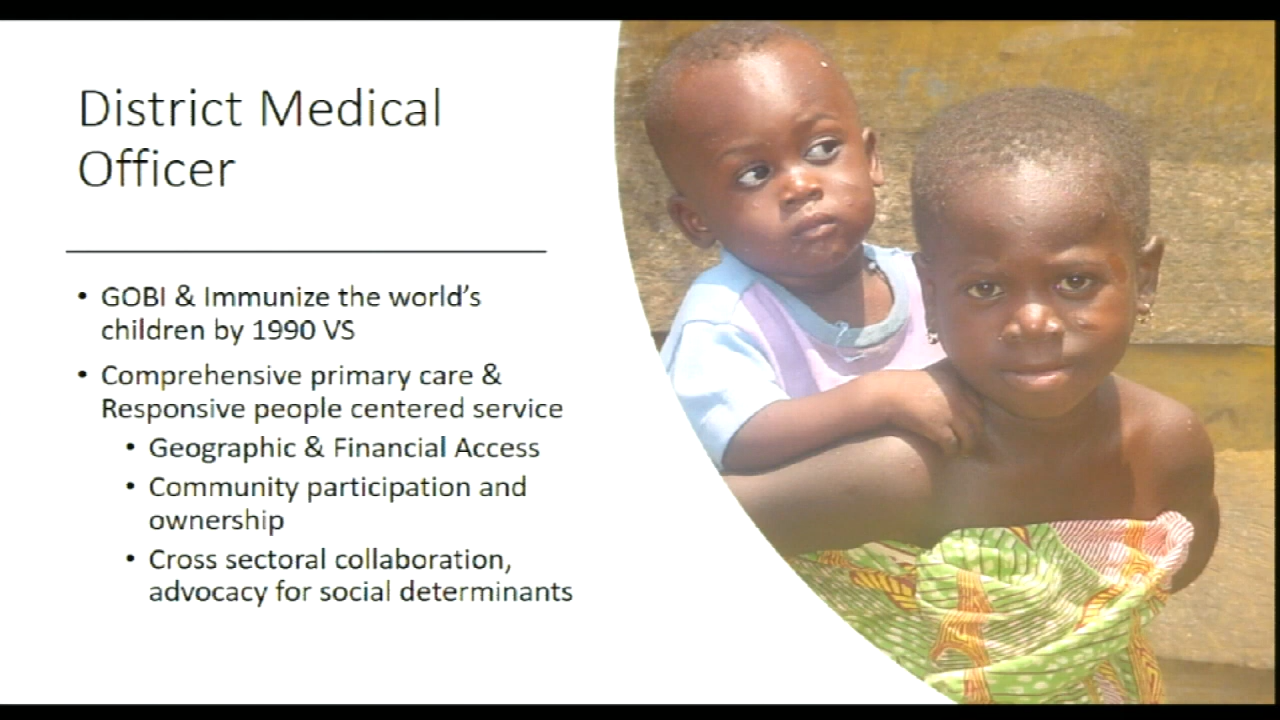 District Medical
Officer
• GOBI & Immunize the world's
children by 1990 VS
• Comprehensive primary care &
Responsive people centered service
• Geographic & Financial Access
• Community participation and
ownership
• Cross sectoral collaboration,
advocacy for social determinants